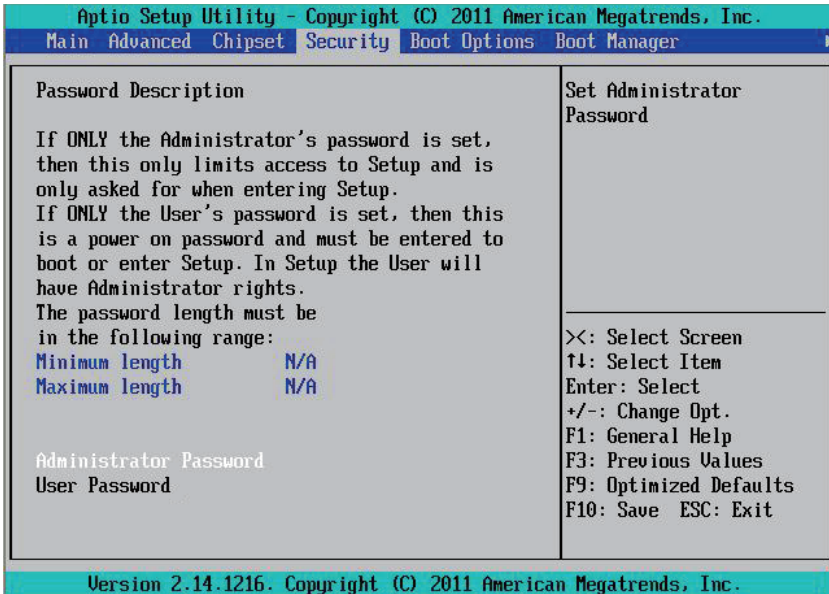 Aptio Setup Utility - Copyright (C) 2011 American Megatrends, Inc.
Main Advanced Chipset Security Boot Options Boot Manager
Password Description
If ONLY the Administrator's password is set,
then this only limits access to Setup and is
only asked for when entering Setup.
If ONLY the User's password is set, then this
is a power on password and must be entered to
boot or enter Setup. In Setup the User will
have Administrator rights.
The password length must be
in the following range:
Minimum length N/A
Maximum length N/A
Administrator Password
User Password
Set Administrator
Password
><: Select Screen
↑↓: Select Item
Enter: Select
+/-: Change Opt.
F1: General Help
F3: Previous Values
F9: Optimized Defaults
F10: Save ESC: Exit
Version 2.14.1216. Copyright (C) 2011 American Megatrends, Inc.